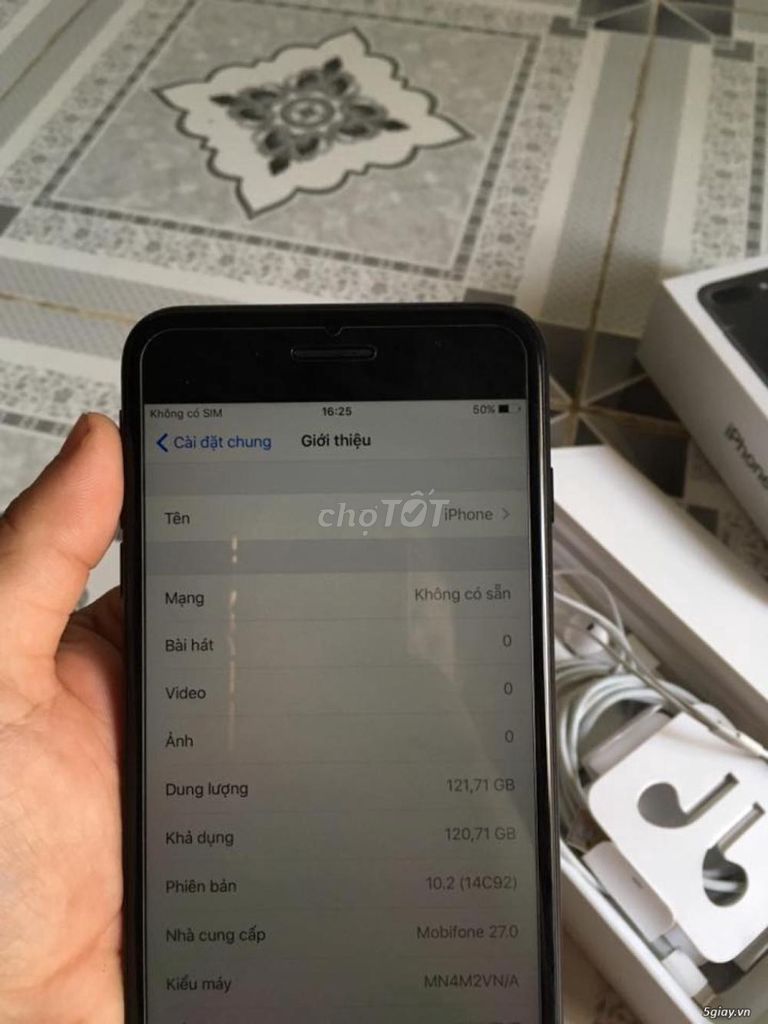 Không có SIM 16:25 50%
Cài đặt chung Giới thiệu
Tên iPhone
chợTỐT
Mạng Không có sẵn
Bài hát 0
Video 0
Ảnh 0
Dung lượng 121,71 GB
Khả dụng 120,71 GB
Phiên bản 10.2 (14C92)
Nhà cung cấp Mobifone 27.0
Kiểu máy MN4M2VN/A
iPhone
5giay.vn